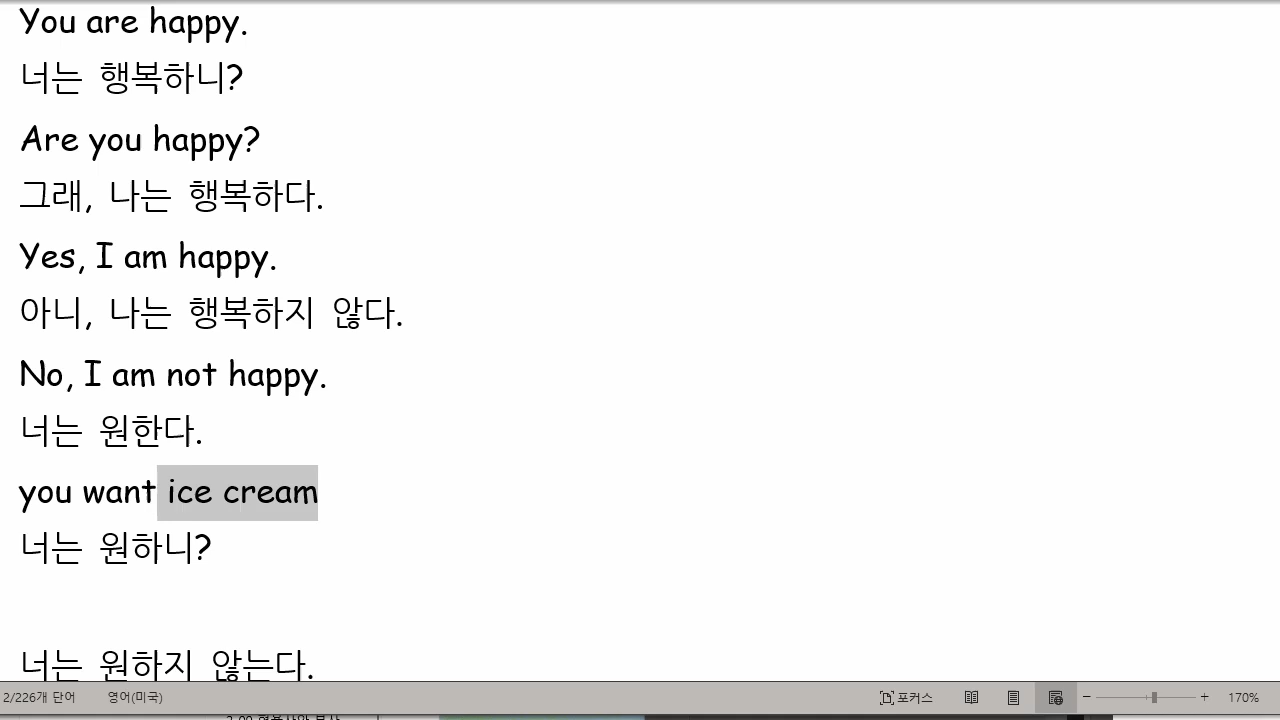 You are happy.
너는 행복하니?
Are you happy?
그래, 나는 행복하다.
Yes, I am happy.
아니, 나는 행복하지 않다.
No, I am not happy.
너는 원한다.
you want ice cream
너는 원하니?
너는 원하지 않는다.
2/226개 단어 영어(미국) 포커스 170%